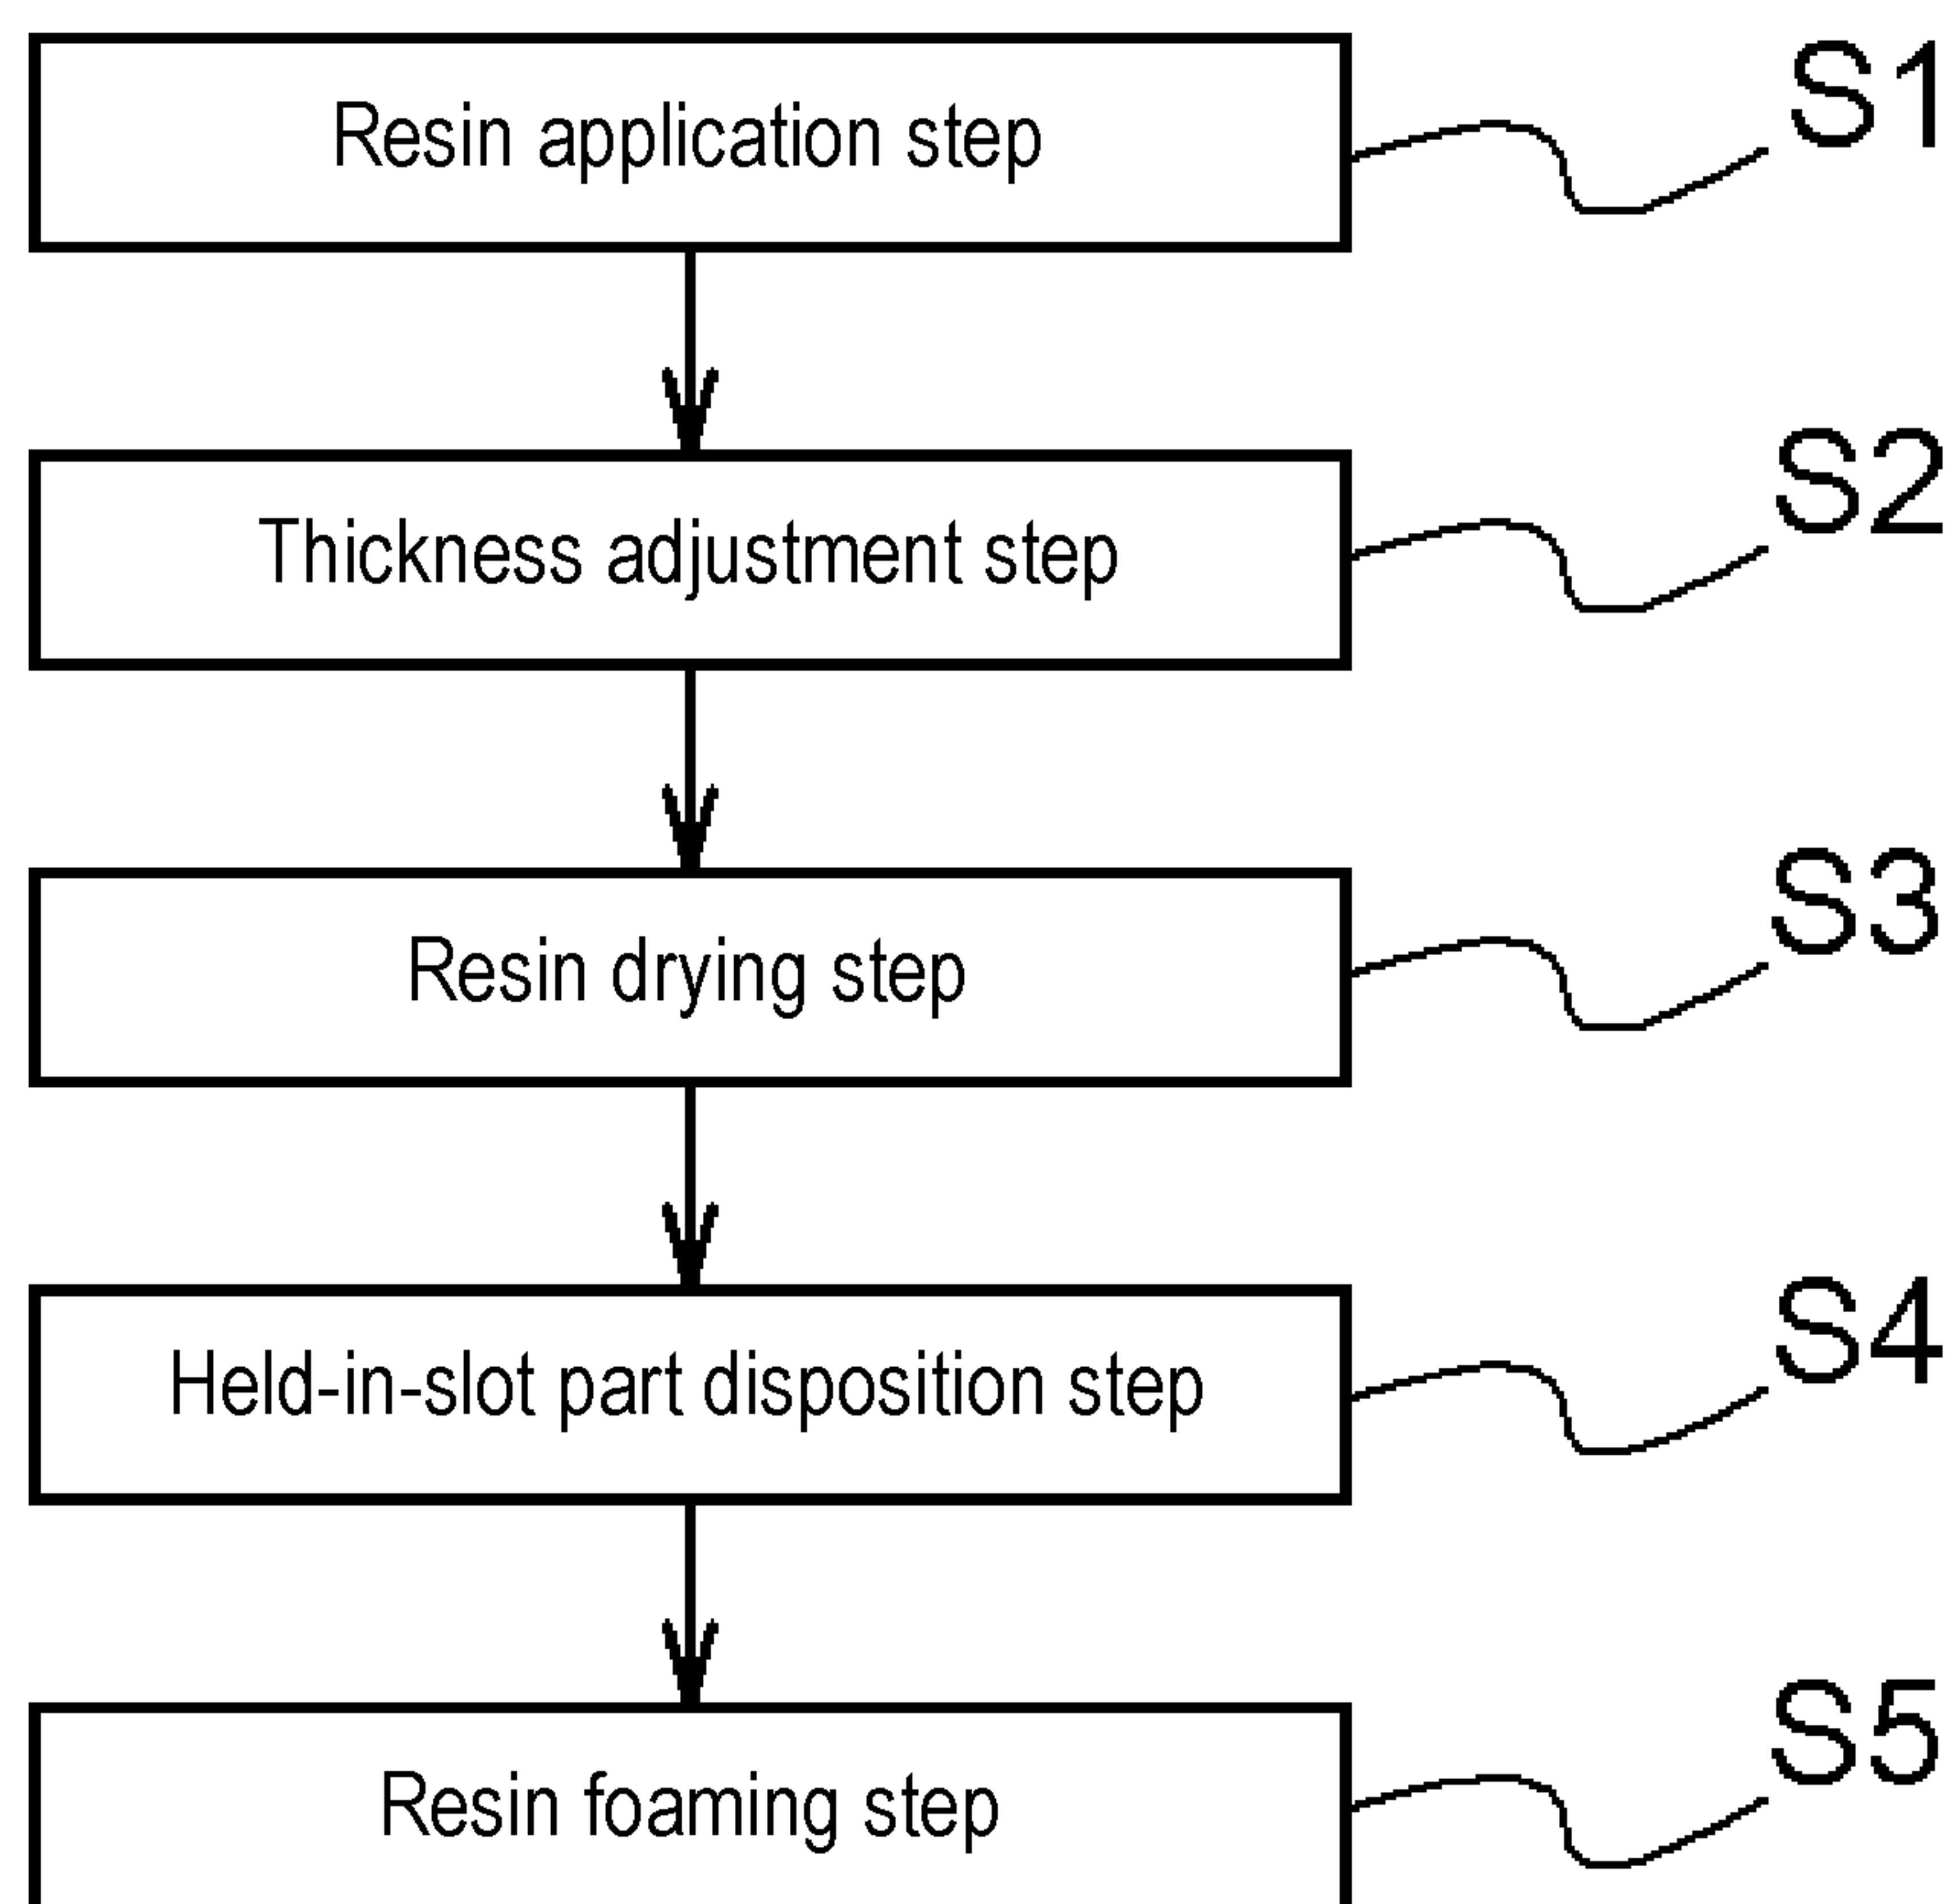 Resin application step S1
Thickness adjustment step S2
Resin drying step S3
Held-in-slot part disposition step S4
Resin foaming step S5